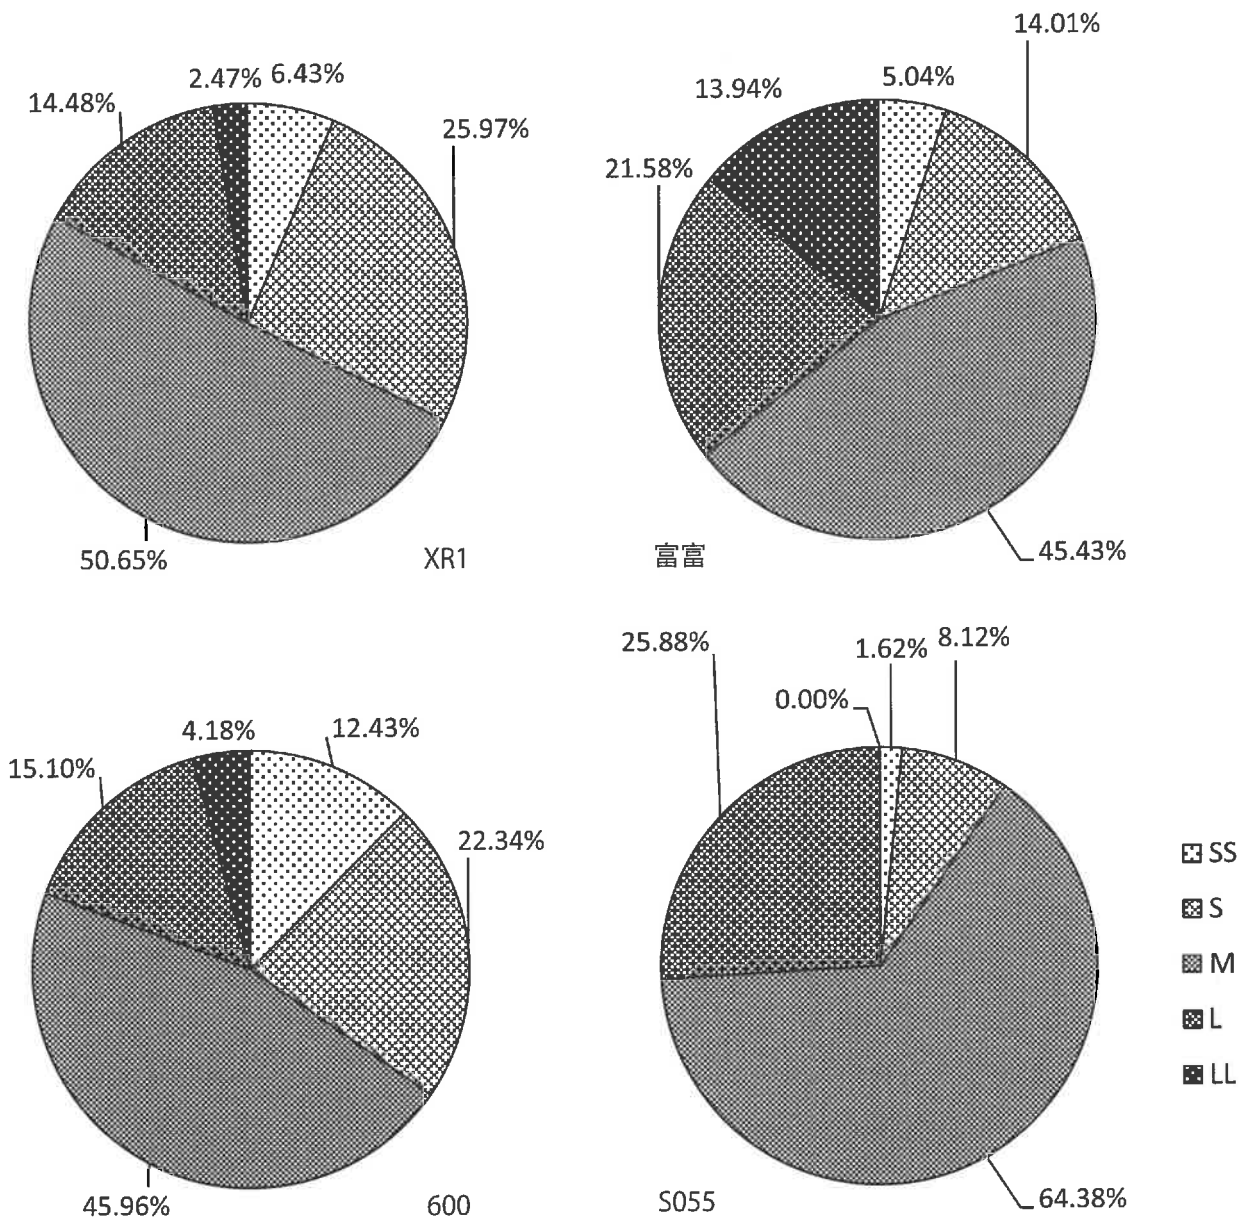 14.01%
2.47% 6.43%
5.04%
13.94%
14.48%
25.97%
21.58%
50.65%
XR1
富富
45.43%
25.88%
1.62%
8.12%
0.00%
4.18%
12.43%
15.10%
22.34%
SS
S
M
L
LL
45.96%
600
S055
64.38%